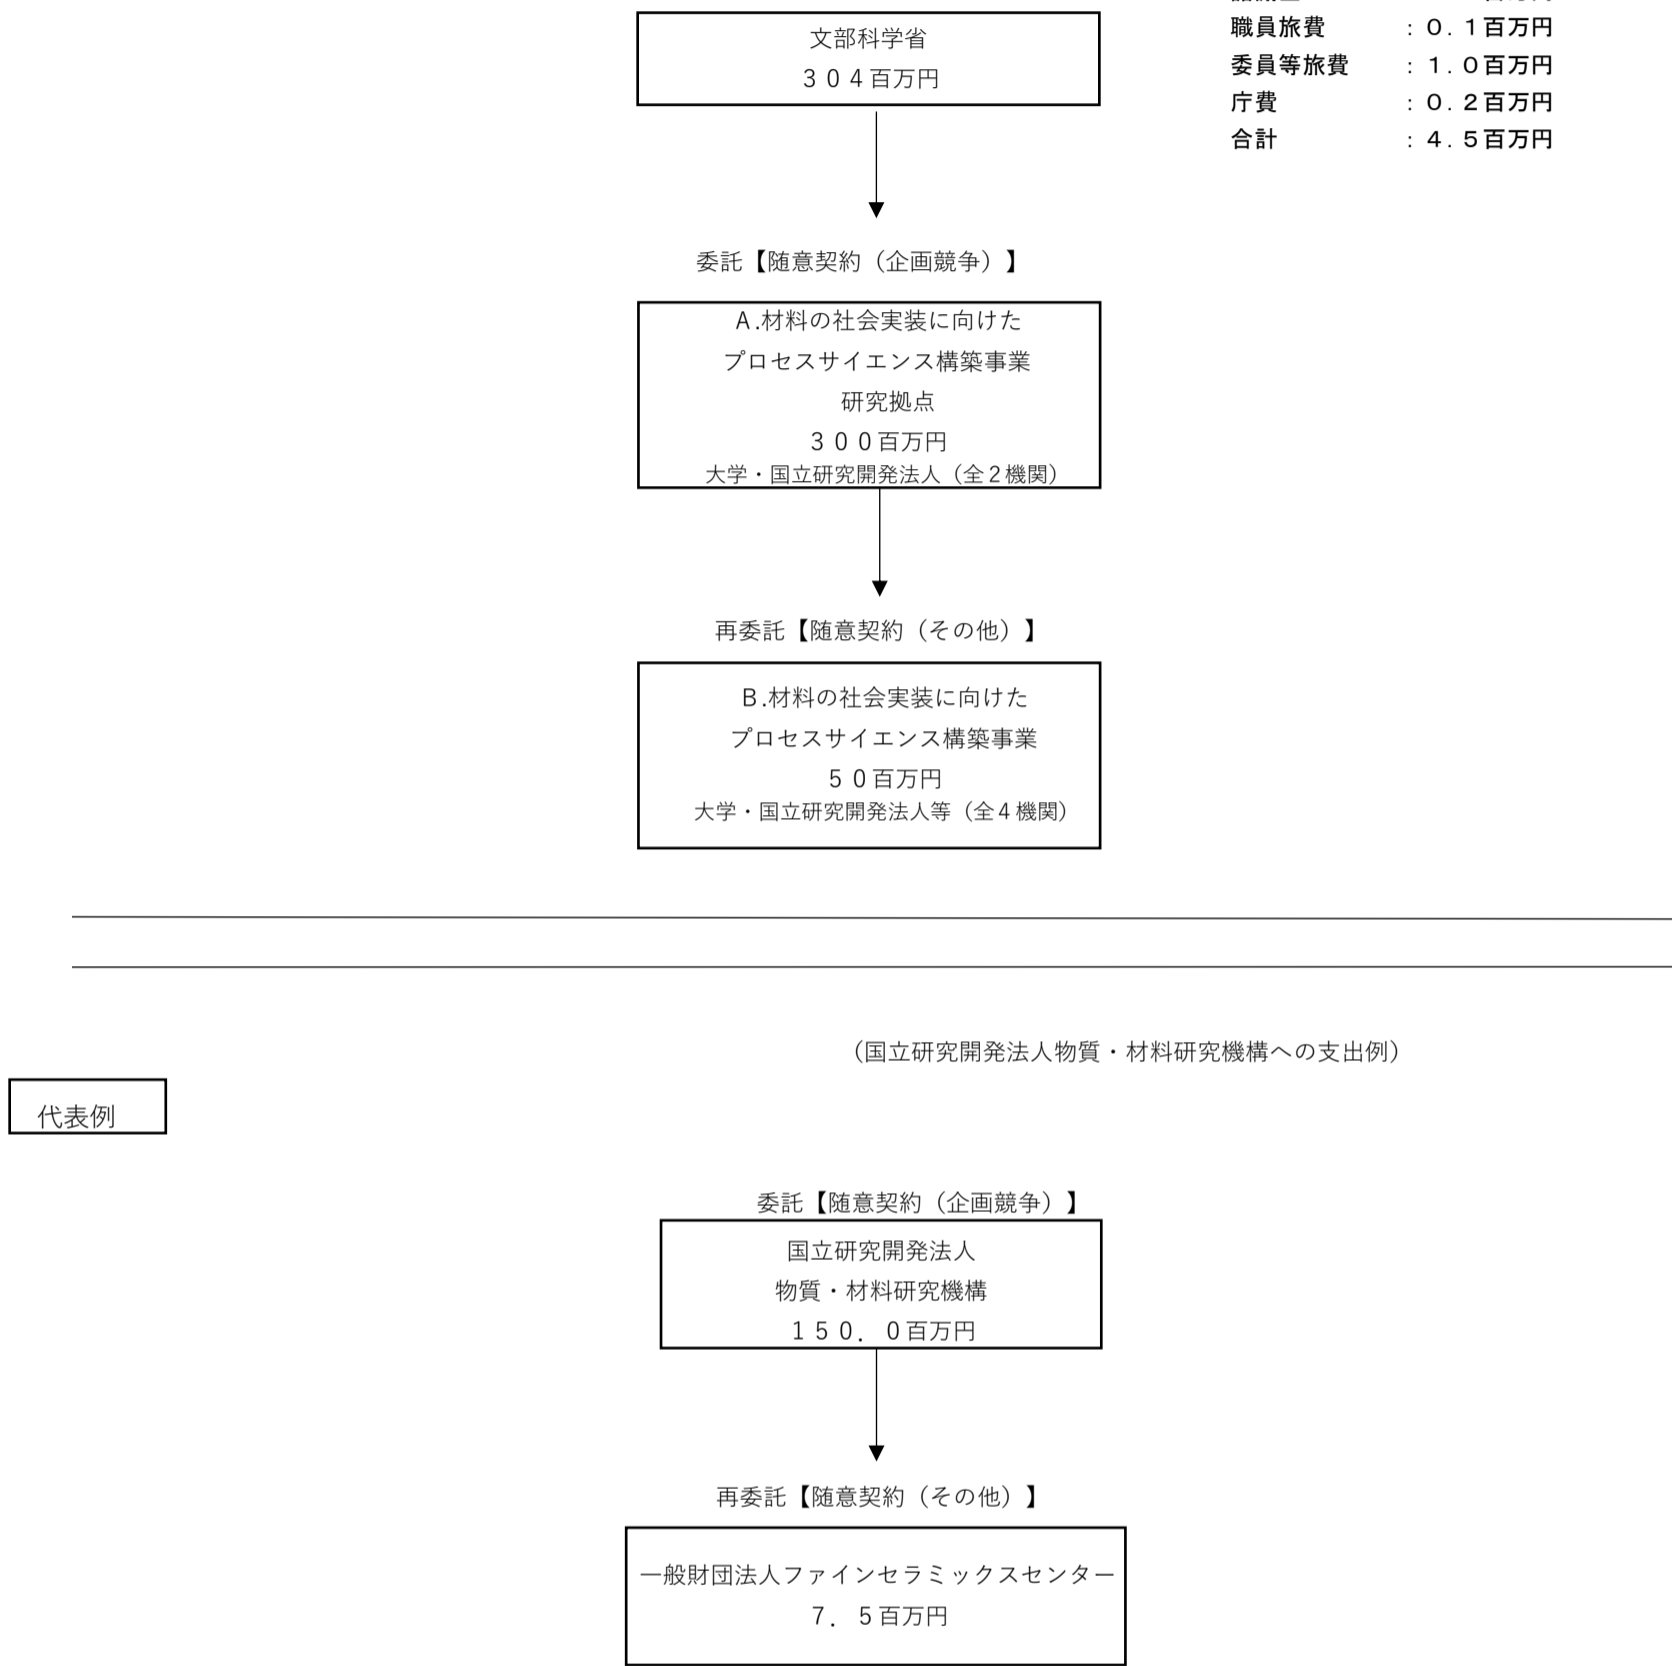 文部科学省
３０４百万円
職員旅費　：０．１百万円
委員等旅費　：１．０百万円
庁費　：０．２百万円
合計　：４．５百万円
委託【随意契約（企画競争）】
Ａ.材料の社会実装に向けた
プロセスサイエンス構築事業
研究拠点
３００百万円
大学・国立研究開発法人（全２機関）
再委託【随意契約（その他）】
Ｂ.材料の社会実装に向けた
プロセスサイエンス構築事業
５０百万円
大学・国立研究開発法人等（全４機関）
（国立研究開発法人物質・材料研究機構への支出例）
代表例
委託【随意契約（企画競争）】
国立研究開発法人
物質・材料研究機構
１５０．０百万円
再委託【随意契約（その他）】
一般財団法人ファインセラミックスセンター
７．５百万円